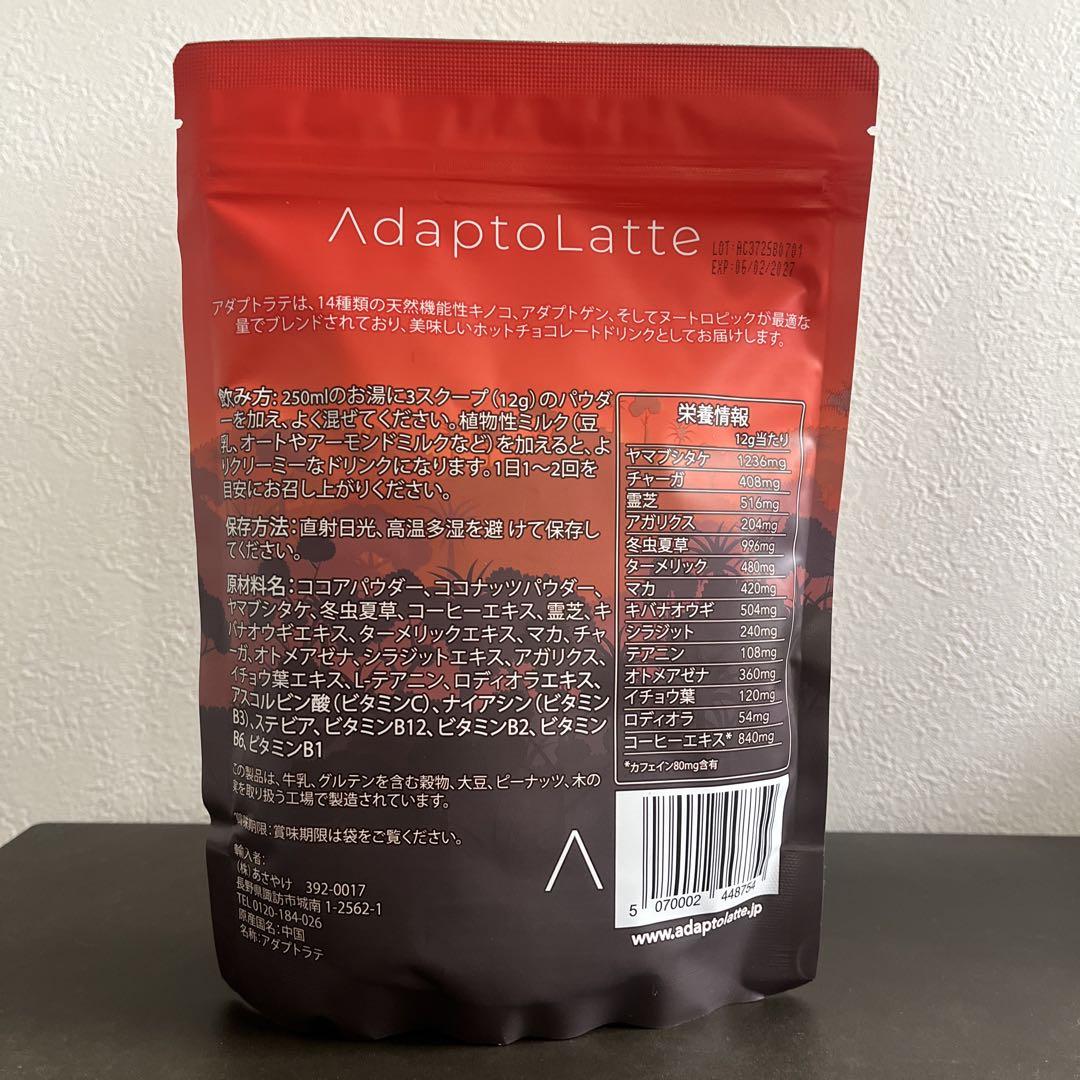 AdaptoLatte
LOT:AC372580701
EXP:06/02/2027
アダプトラテは、14種類の天然機能性キノコ、アダプトゲン、そしてヌートロピックが最適な
量でブレンドされており、美味しいホットチョコレートドリンクとしてお届けします。
飲み方: 250mlのお湯に3スクープ(12g)のパウダ
ーを加え、よく混ぜてください。植物性ミルク(豆
乳、オートやアーモンドミルクなど)を加えると、よ
りクリーミーなドリンクになります。1日1〜2回を
目安にお召し上がりください。
保存方法:直射日光、高温多湿を避 けて保存し
てください。
原材料名:ココアパウダー、ココナッツパウダー、
ヤマブシタケ、冬虫夏草、コーヒーエキス、霊芝、キ
バナオウギエキス、ターメリックエキス、マカ、チャ
ーガ、オトメアゼナ、シラジットエキス、アガリクス、
イチョウ葉エキス、L-テアニン、ロディオラエキス、
アスコルビン酸(ビタミンC)、ナイアシン(ビタミン
B3)、ステビア、ビタミンB12、ビタミンB2、ビタミン
B6、ビタミンB1
この製品は、牛乳、グルテンを含む穀物、大豆、ピーナッツ、木の
実を取り扱う工場で製造されています。
賞味期限:賞味期限は袋をご覧ください。
輸入者:
(株)あさやけ 392-0017
長野県諏訪市城南 1-2562-1
TEL 0120-184-026
原産国名:中国
名称:アダプトラテ
栄養情報
12g当たり
ヤマブシタケ 1236mg
チャーガ 408mg
霊芝 516mg
アガリクス 204mg
冬虫夏草 996mg
ターメリック 480mg
マカ 420mg
キバナオウギ 504mg
シラジット 240mg
テアニン 108mg
オトメアゼナ 360mg
イチョウ葉 120mg
ロディオラ 54mg
コーヒーエキス* 840mg
*カフェイン80mg含有
5 070002 448754
www.adaptolatte.jp